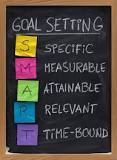 GOAL SETTING
S SPECIFIC
M MEASURABLE
A ATTAINABLE
R RELEVANT
T TIME-BOUND